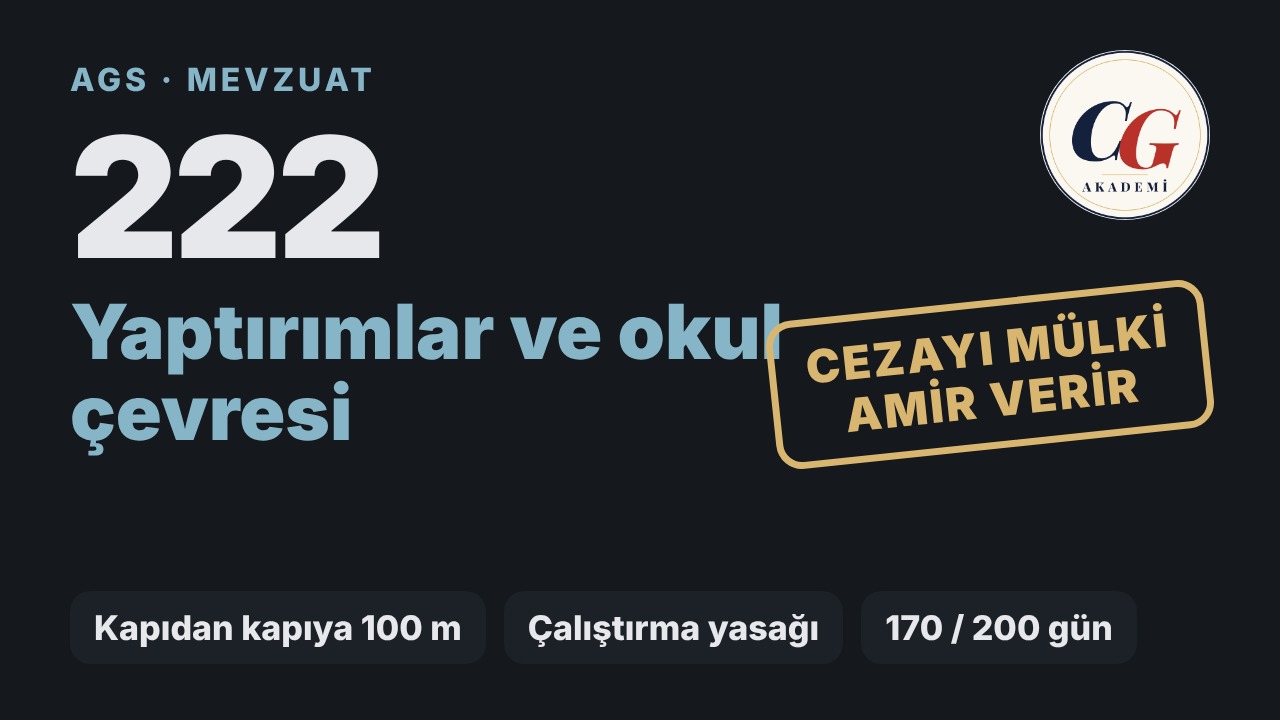 AGS · MEVZUAT
222
CG
AKADEMİ
Yaptırımlar ve okul
çevresi
CEZAYI MÜLKİ
AMİR VERİR
Kapıdan kapıya 100 m
Çalıştırma yasağı
170 / 200 gün